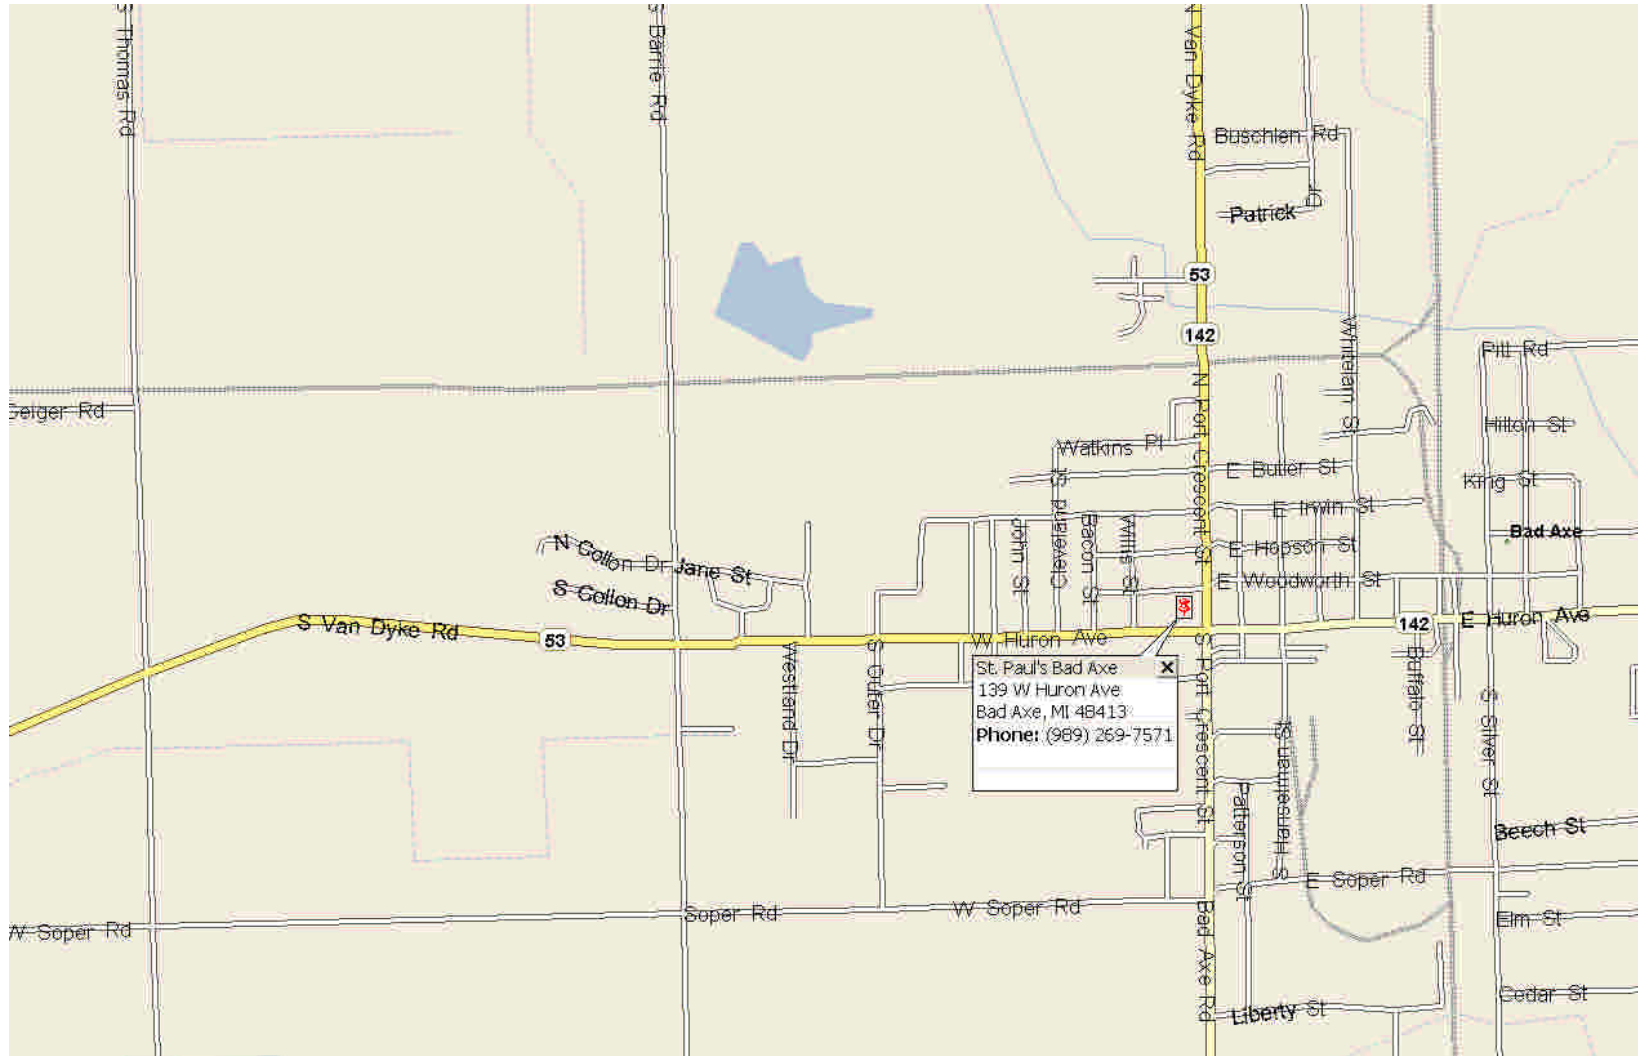 S Thomas Rd
S Barrie Rd
N Van Dyke Rd
Buschlen Rd
Patrick
53
142
Whitelam St
Pitt Rd
Geiger Rd
N Port Crescent St
Watkins Pl
Hilton St
E Butler St
King St
E Irwin St
Bad Axe
John St
Cleveland St
Bacon St
Willis St
E Hopson St
N Collon Dr
Jane St
E Woodworth St
S Collon Dr
S Van Dyke Rd
53
W Huron Ave
142
E Huron Ave
St. Paul's Bad Axe
139 W Huron Ave
Bad Axe, MI 48413
Phone: (989) 269-7571
Westland Dr
S Outer Dr
S Port Crescent St
Buffalo St
S Silver St
S Hanselman St
Patterson St
Beech St
E Soper Rd
W Soper Rd
Soper Rd
W Soper Rd
Elm St
Bad Axe Rd
Cedar St
Liberty St